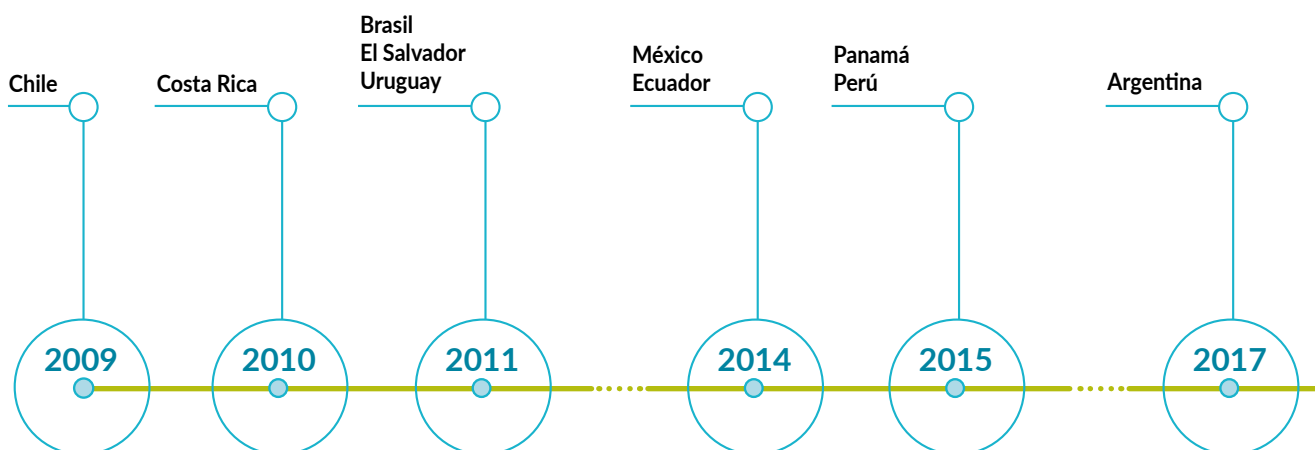 Chile
Costa Rica
Brasil
El Salvador
Uruguay
México
Ecuador
Panamá
Perú
Argentina
2009
2010
2011
2014
2015
2017